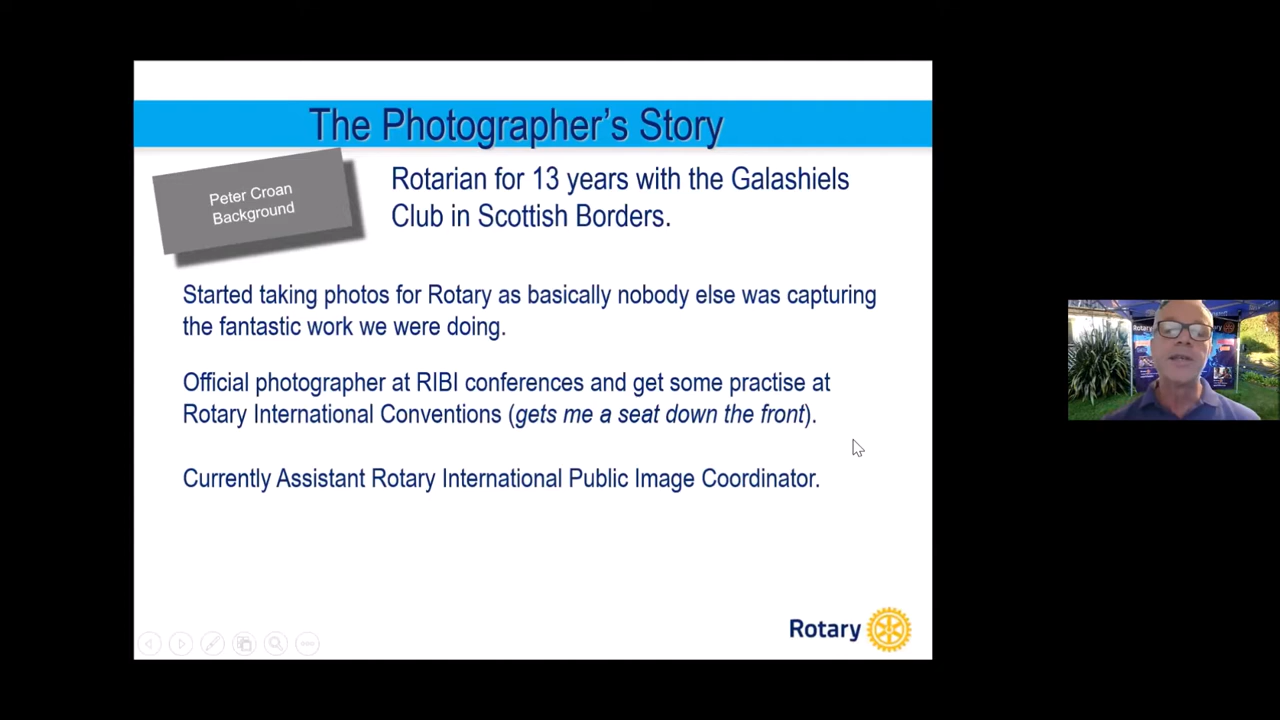 The Photographer's Story
Peter Croan
Background
Rotarian for 13 years with the Galashiels
Club in Scottish Borders.
Started taking photos for Rotary as basically nobody else was capturing
the fantastic work we were doing.
Official photographer at RIBI conferences and get some practise at
Rotary International Conventions (gets me a seat down the front).
Currently Assistant Rotary International Public Image Coordinator.
Rotary
Rotary